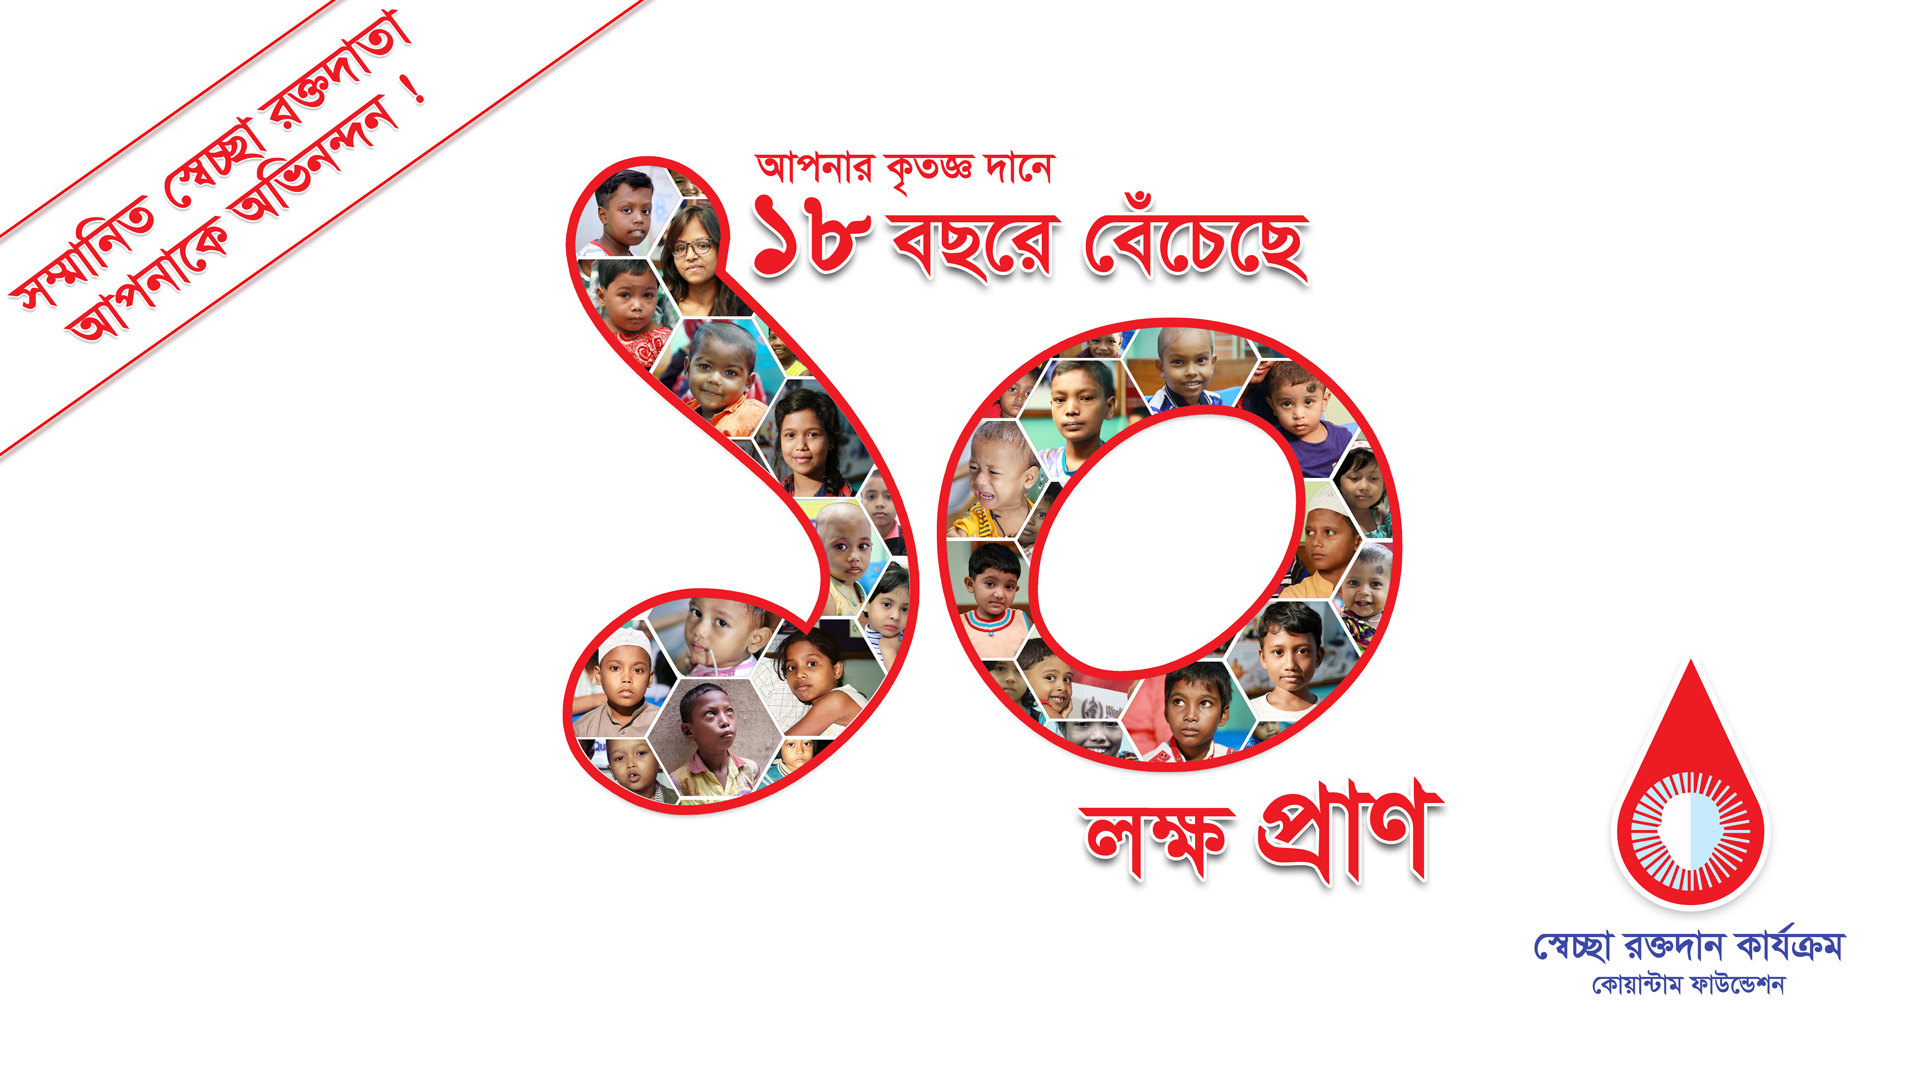 সম্মানিত স্বেচ্ছা রক্তদাতা
আপনাকে অভিনন্দন !
আপনার কৃতজ্ঞ দানে
১৮ বছরে বেঁচেছে
১০
লক্ষ প্রাণ
স্বেচ্ছা রক্তদান কার্যক্রম
কোয়ান্টাম ফাউন্ডেশন